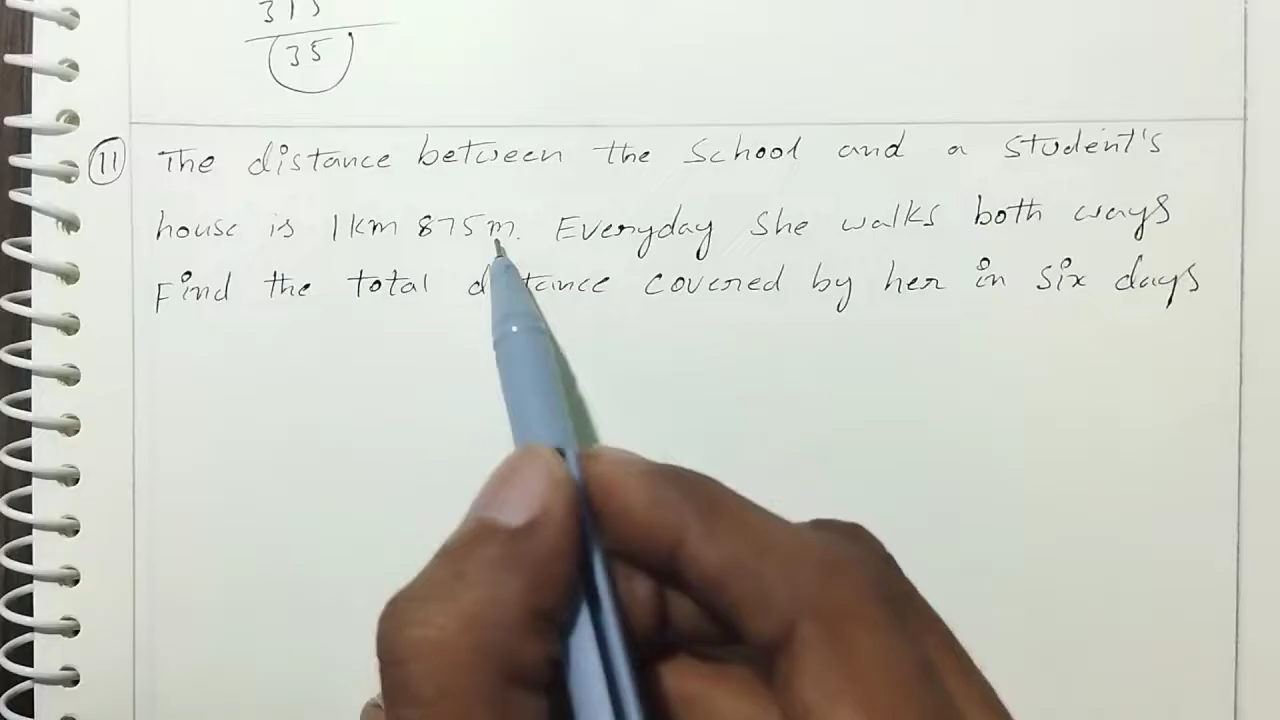 35
11 The distance between the school and a student's
house is 1km 875m. Everyday she walks both ways
Find the total covered by her in six days